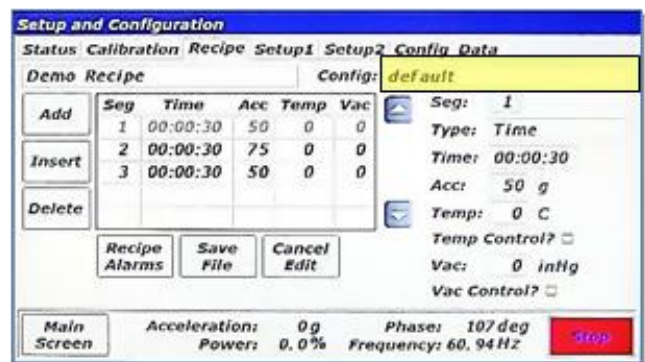 Setup and Configuration
Status Calibration Recipe Setup1 Setup2 Config Data
Demo Recipe Config: default
Add
Insert
Delete
Seg Time Acc Temp Vac
1 00:00:30 50 0 0
2 00:00:30 75 0 0
3 00:00:30 50 0 0
Seg: 1
Type: Time
Time: 00:00:30
Acc: 50 g
Temp: 0 C
Temp Control?
Vac: 0 inHg
Vac Control?
Recipe Alarms
Save File
Cancel Edit
Main Screen
Acceleration: 0 g Phase: 107 deg
Power: 0.0% Frequency: 60.94 Hz
Stop